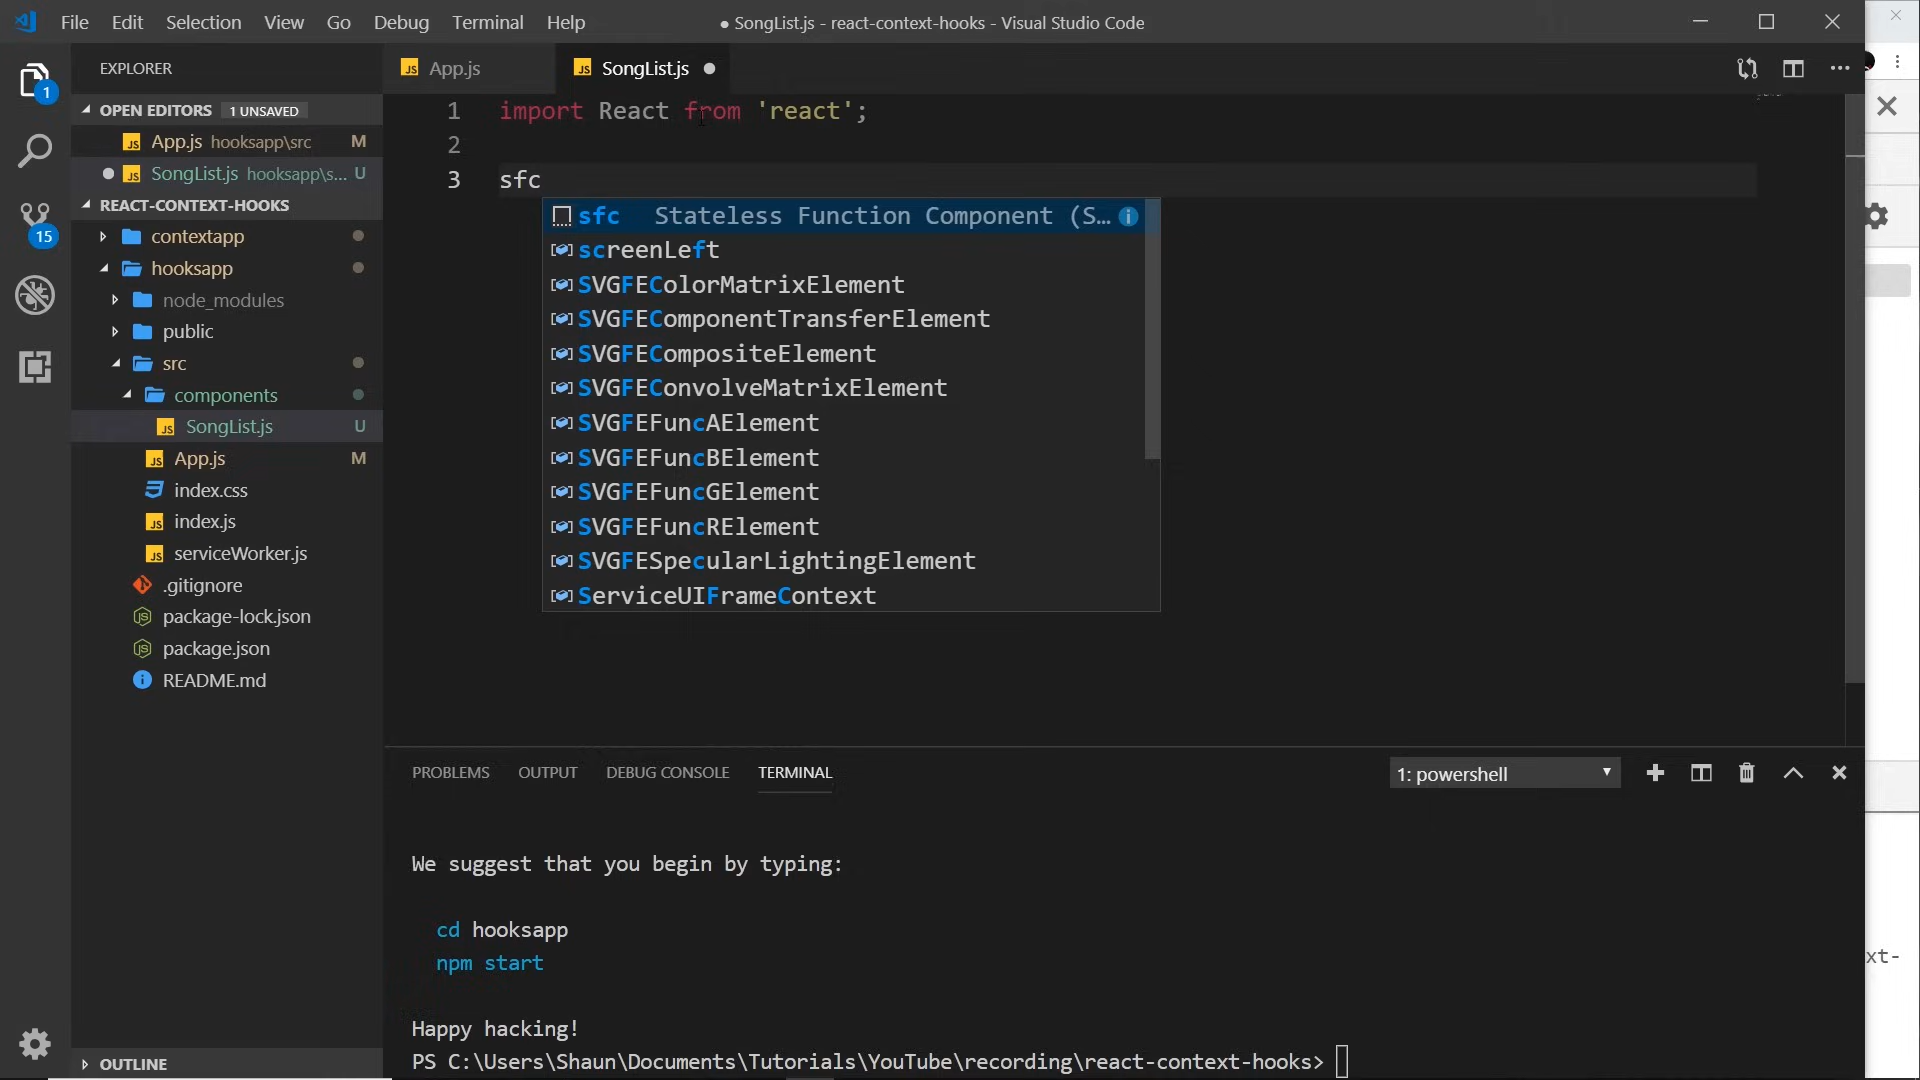 File Edit Selection View Go Debug Terminal Help
● SongList.js - react-context-hooks - Visual Studio Code
EXPLORER
OPEN EDITORS 1 UNSAVED
App.js hooksapp\src M
SongList.js hooksapp\s... U
REACT-CONTEXT-HOOKS
contextapp
hooksapp
node_modules
public
src
components
SongList.js U
App.js M
index.css
index.js
serviceWorker.js
.gitignore
package-lock.json
package.json
README.md
OUTLINE
1
15
App.js
SongList.js
1 import React from 'react';
2
3 sfc
sfc Stateless Function Component (S...
screenLeft
SVGFEColorMatrixElement
SVGFEComponentTransferElement
SVGFECompositeElement
SVGFEConvolveMatrixElement
SVGFEFuncAElement
SVGFEFuncBElement
SVGFEFuncGElement
SVGFEFuncRElement
SVGFESpecularLightingElement
ServiceUIFrameContext
PROBLEMS OUTPUT DEBUG CONSOLE TERMINAL
1: powershell
We suggest that you begin by typing:
cd hooksapp
npm start
Happy hacking!
PS C:\Users\Shaun\Documents\Tutorials\YouTube\recording\react-context-hooks>
xt-